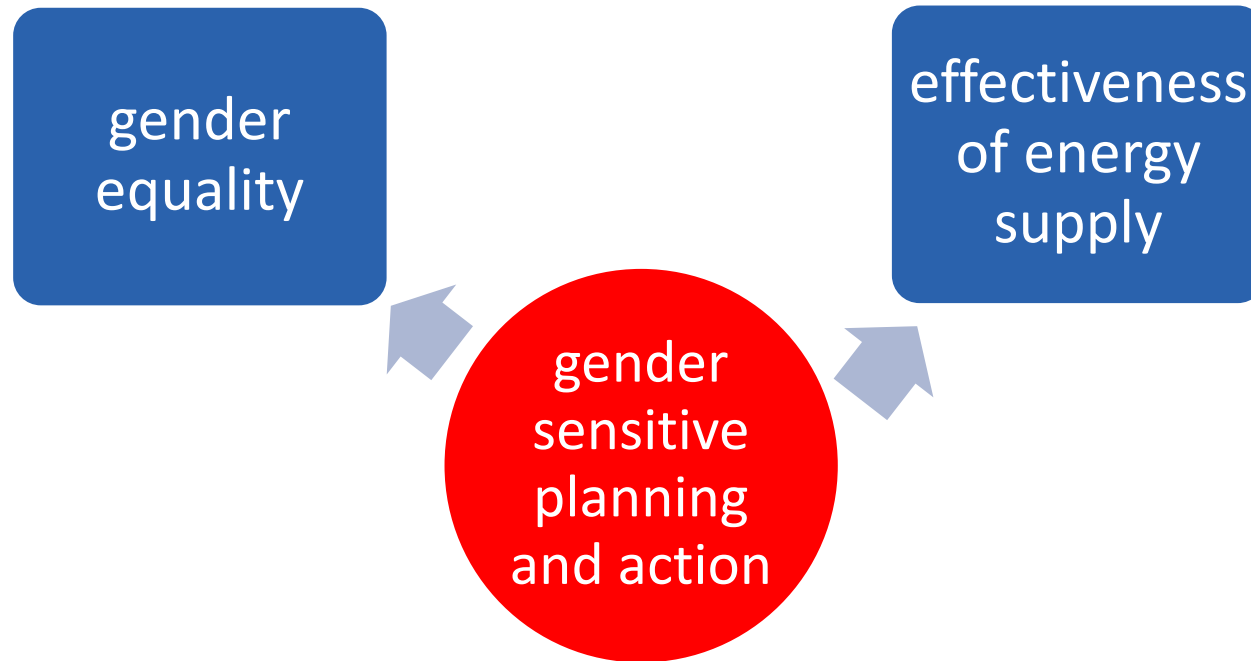 gender
equality
effectiveness
of energy
supply
gender
sensitive
planning
and action